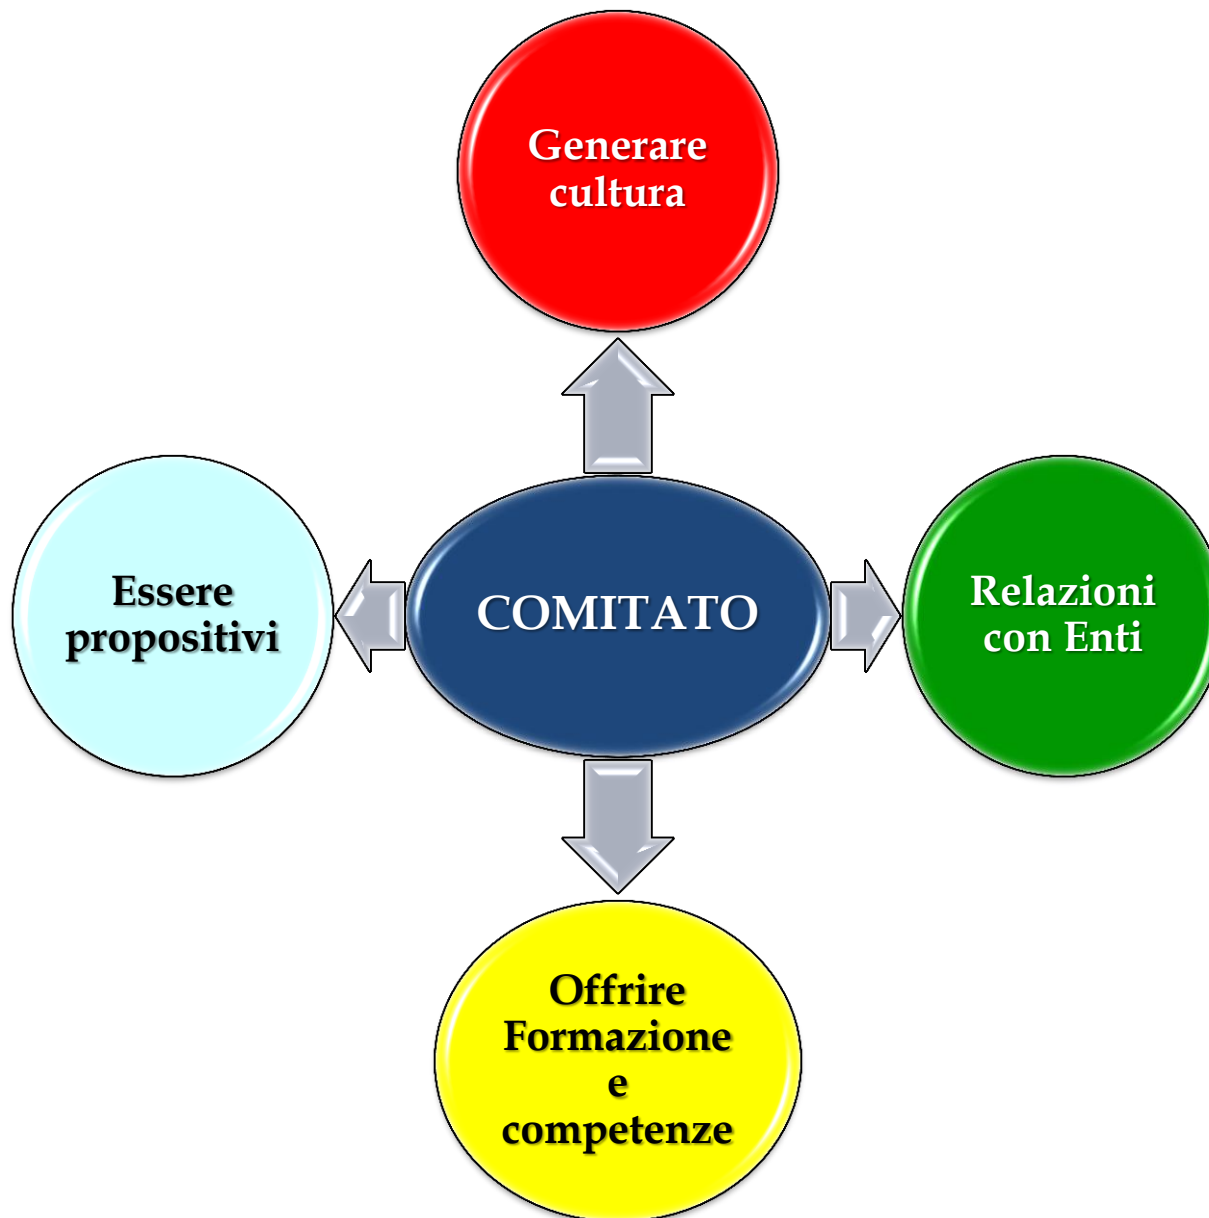 Generare
cultura
Essere
propositivi
COMITATO
Relazioni
con Enti
Offrire
Formazione
e
competenze